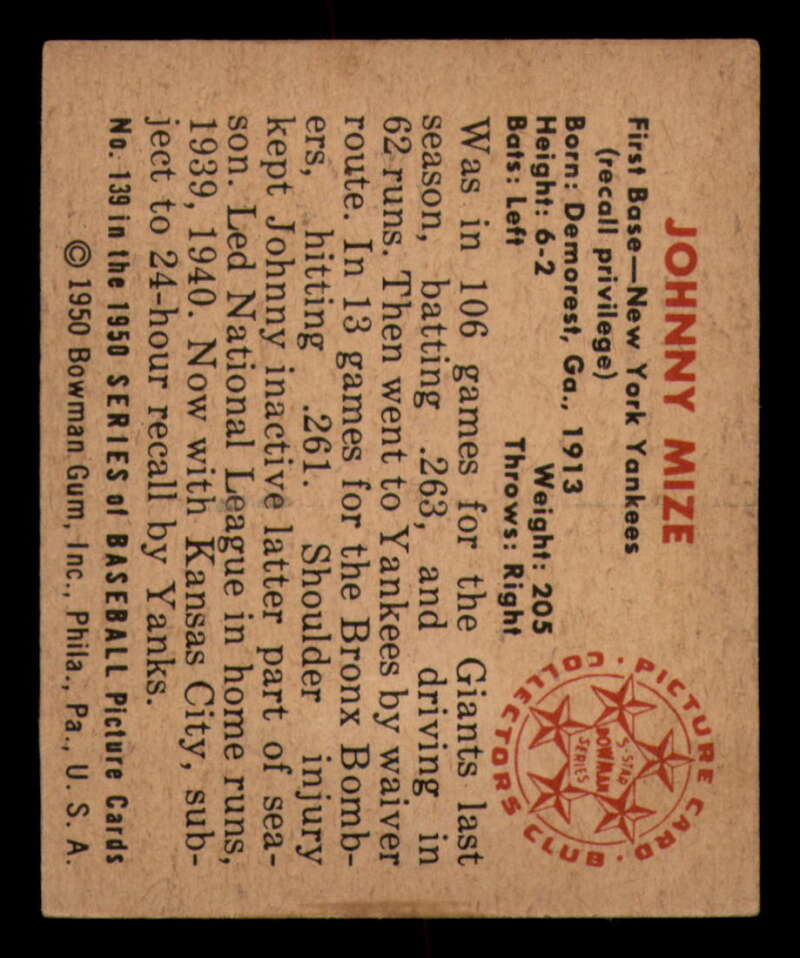 JOHNNY MIZE
First Base—New York Yankees
(recall privilege)
Born: Demorest, Ga., 1913
Height: 6-2 Weight: 205
Bats: Left Throws: Right
PICTURE CARD · COLLECTORS CLUB ·
5-STAR
BOWMAN
SERIES
Was in 106 games for the Giants last
season, batting .263, and driving in
62 runs. Then went to Yankees by waiver
route. In 13 games for the Bronx Bomb-
ers, hitting .261. Shoulder injury
kept Johnny inactive latter part of sea-
son. Led National League in home runs,
1939, 1940. Now with Kansas City, sub-
ject to 24-hour recall by Yanks.
No. 139 in the 1950 SERIES of BASEBALL Picture Cards
© 1950 Bowman Gum, Inc., Phila., Pa., U. S. A.